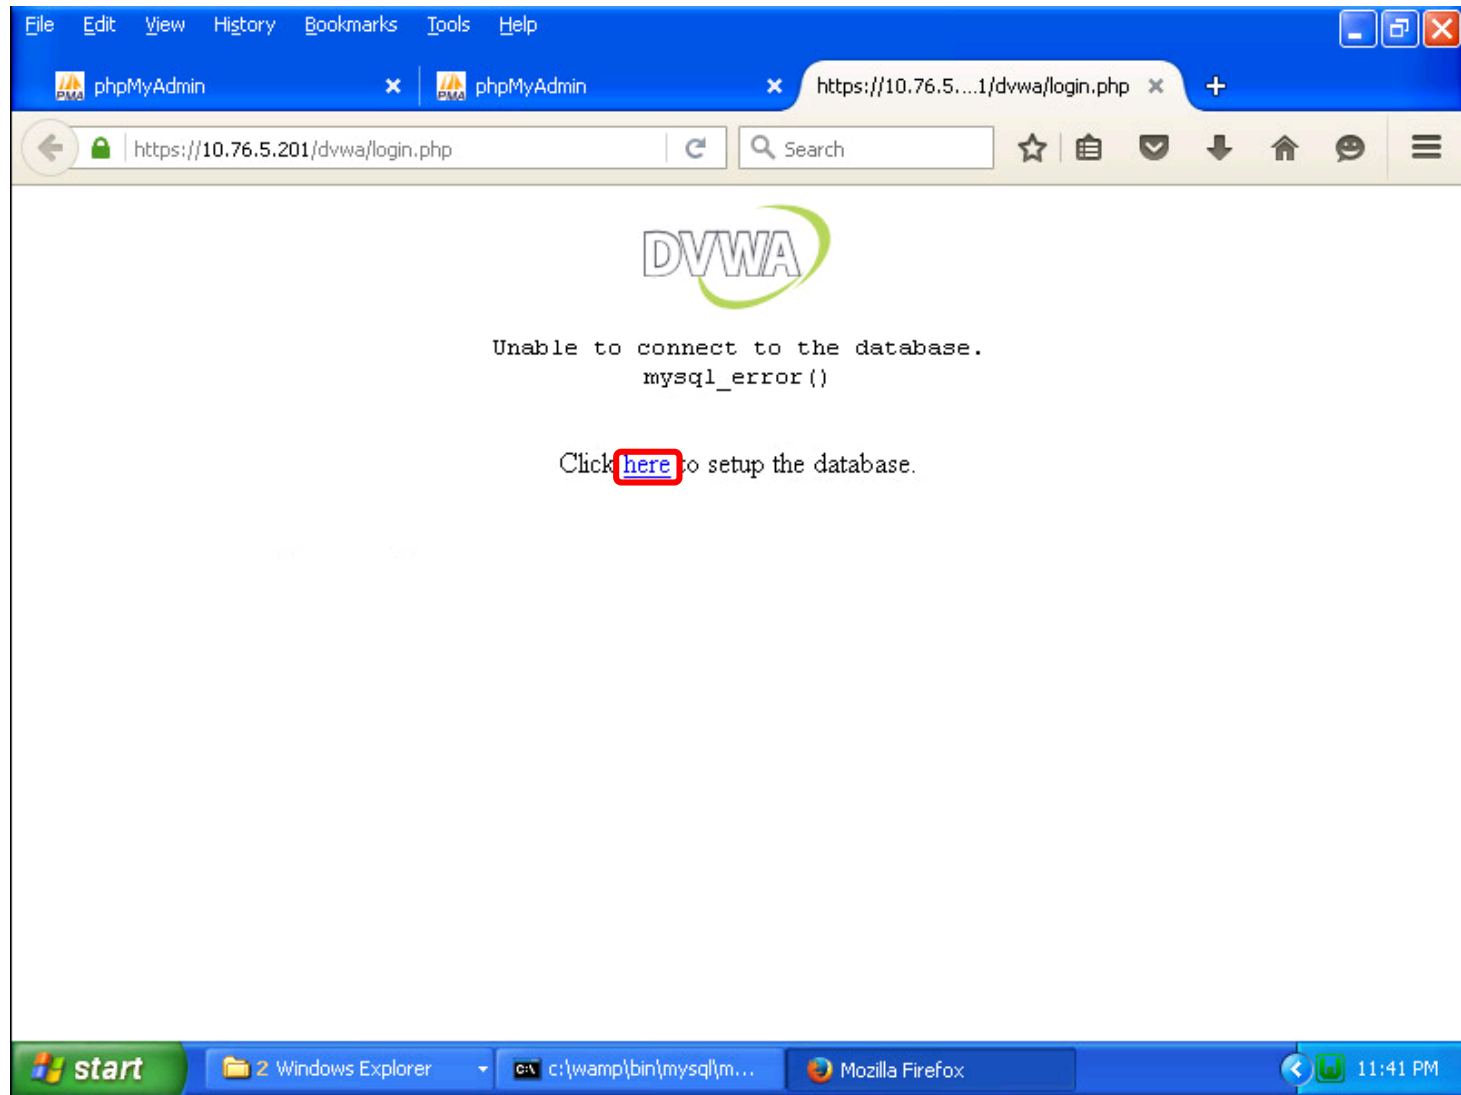 File Edit View History Bookmarks Tools Help
phpMyAdmin phpMyAdmin https://10.76.5....1/dvwa/login.php
https://10.76.5.201/dvwa/login.php Search
DVWA
Unable to connect to the database.
mysql_error()
Click here to setup the database.
start 2 Windows Explorer c:\wamp\bin\mysql\m... Mozilla Firefox 11:41 PM